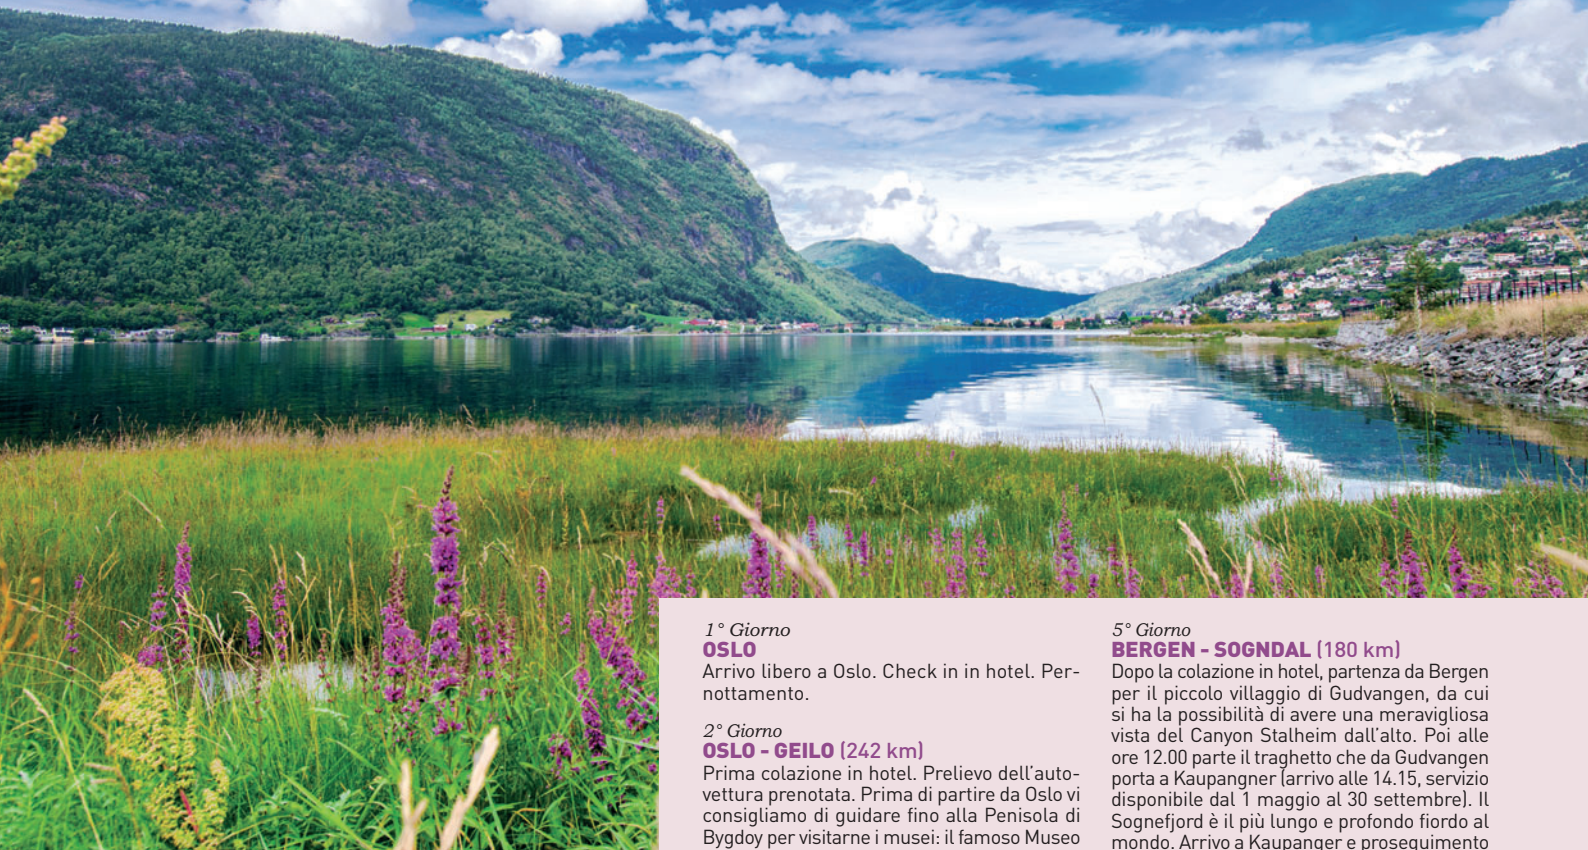 1° Giorno
OSLO
Arrivo libero a Oslo. Check in in hotel. Per-
nottamento.
2° Giorno
OSLO - GEILO (242 km)
Prima colazione in hotel. Prelievo dell'auto-
vettura prenotata. Prima di partire da Oslo vi
consigliamo di guidare fino alla Penisola di
Bygdoy per visitarne i musei: il famoso Museo
5° Giorno
BERGEN - SOGNDAL (180 km)
Dopo la colazione in hotel, partenza da Bergen
per il piccolo villaggio di Gudvangen, da cui
si ha la possibilità di avere una meravigliosa
vista del Canyon Stalheim dall'alto. Poi alle
ore 12.00 parte il traghetto che da Gudvangen
porta a Kaupangner (arrivo alle 14.15, servizio
disponibile dal 1 maggio al 30 settembre). Il
Sognefjord è il più lungo e profondo fiordo al
mondo. Arrivo a Kaupanger e proseguimento